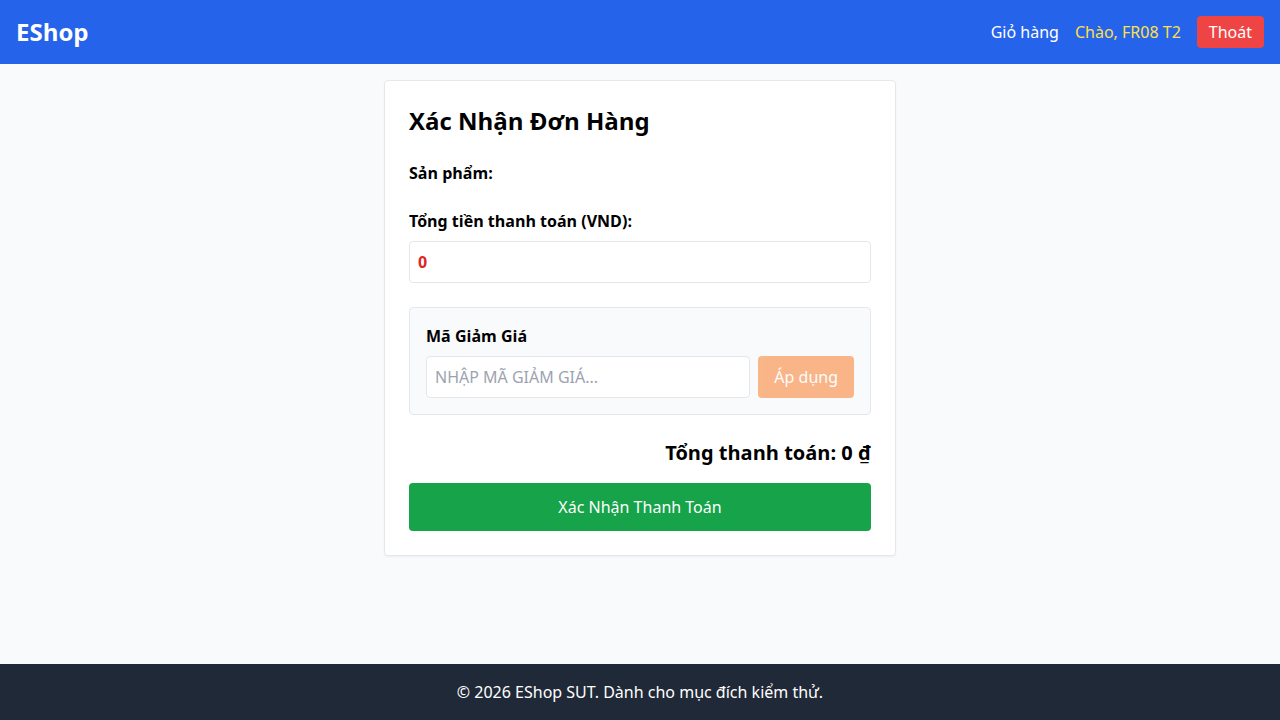 EShop
Giỏ hàng
Chào, FR08 T2
Thoát
Xác Nhận Đơn Hàng
Sản phẩm:
Tổng tiền thanh toán (VND):
0
Mã Giảm Giá
NHẬP MÃ GIẢM GIÁ...
Áp dụng
Tổng thanh toán: 0 ₫
Xác Nhận Thanh Toán
© 2026 EShop SUT. Dành cho mục đích kiểm thử.